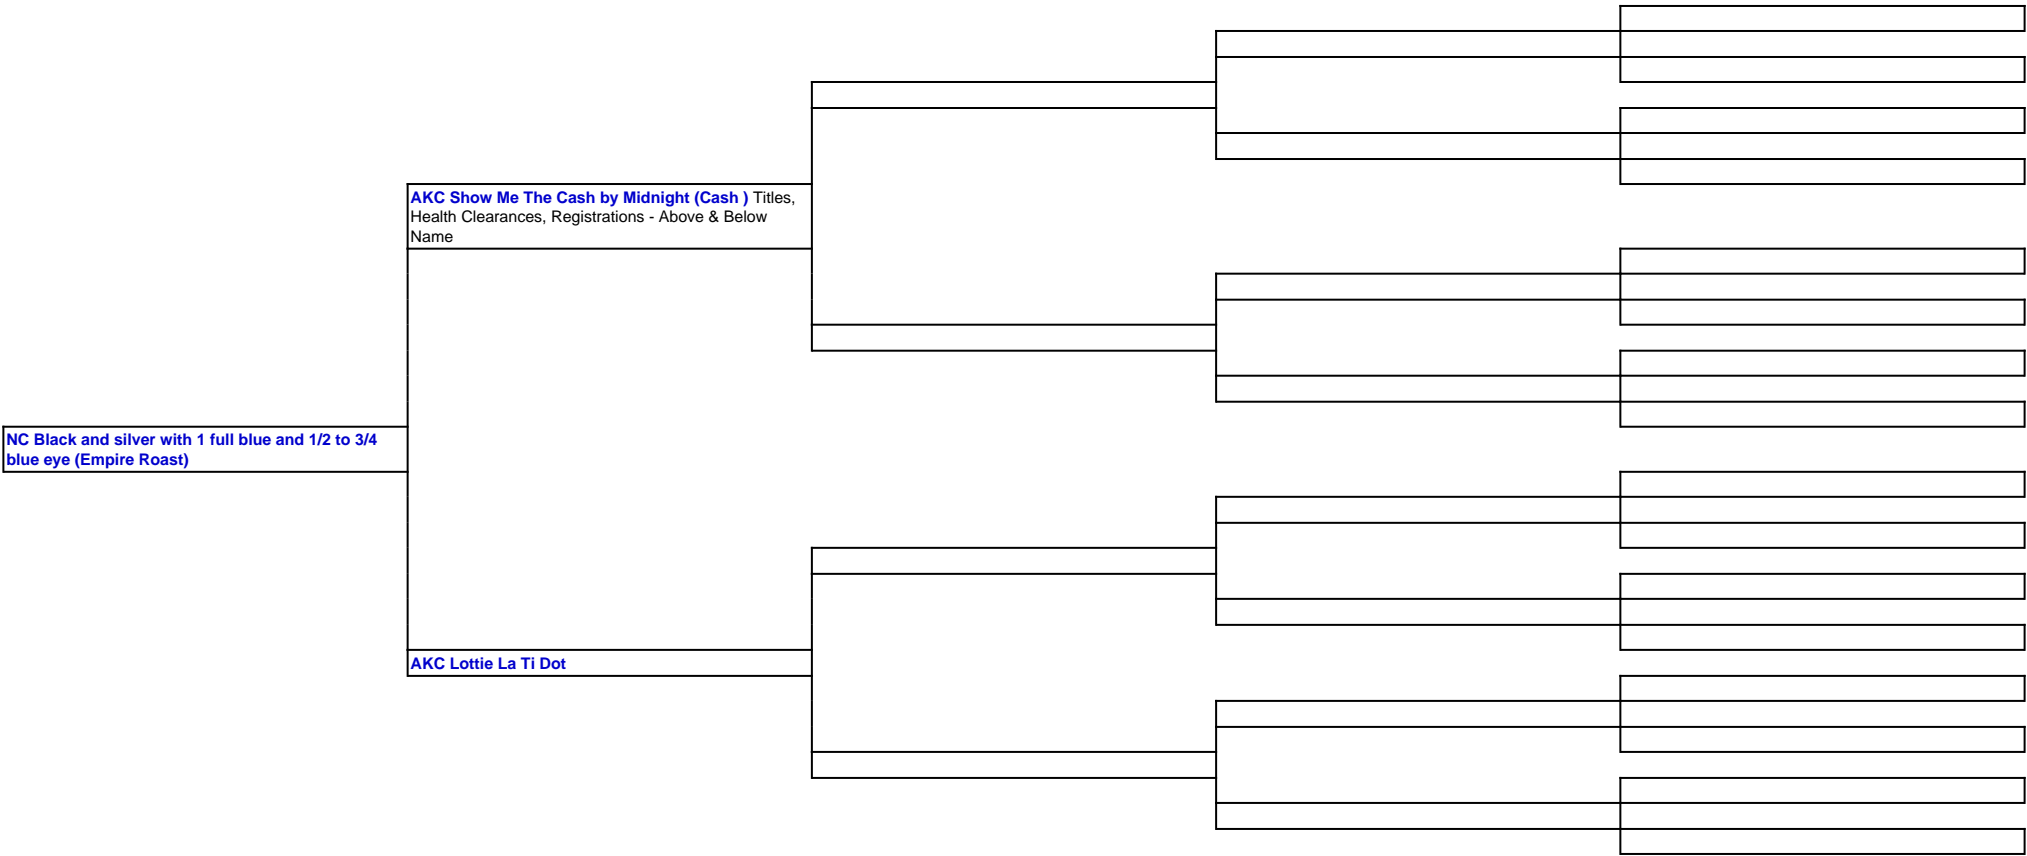 AKC Show Me The Cash by Midnight (Cash ) Titles,
Health Clearances, Registrations - Above & Below
Name
NC Black and silver with 1 full blue and 1/2 to 3/4
blue eye (Empire Roast)
AKC Lottie La Ti Dot